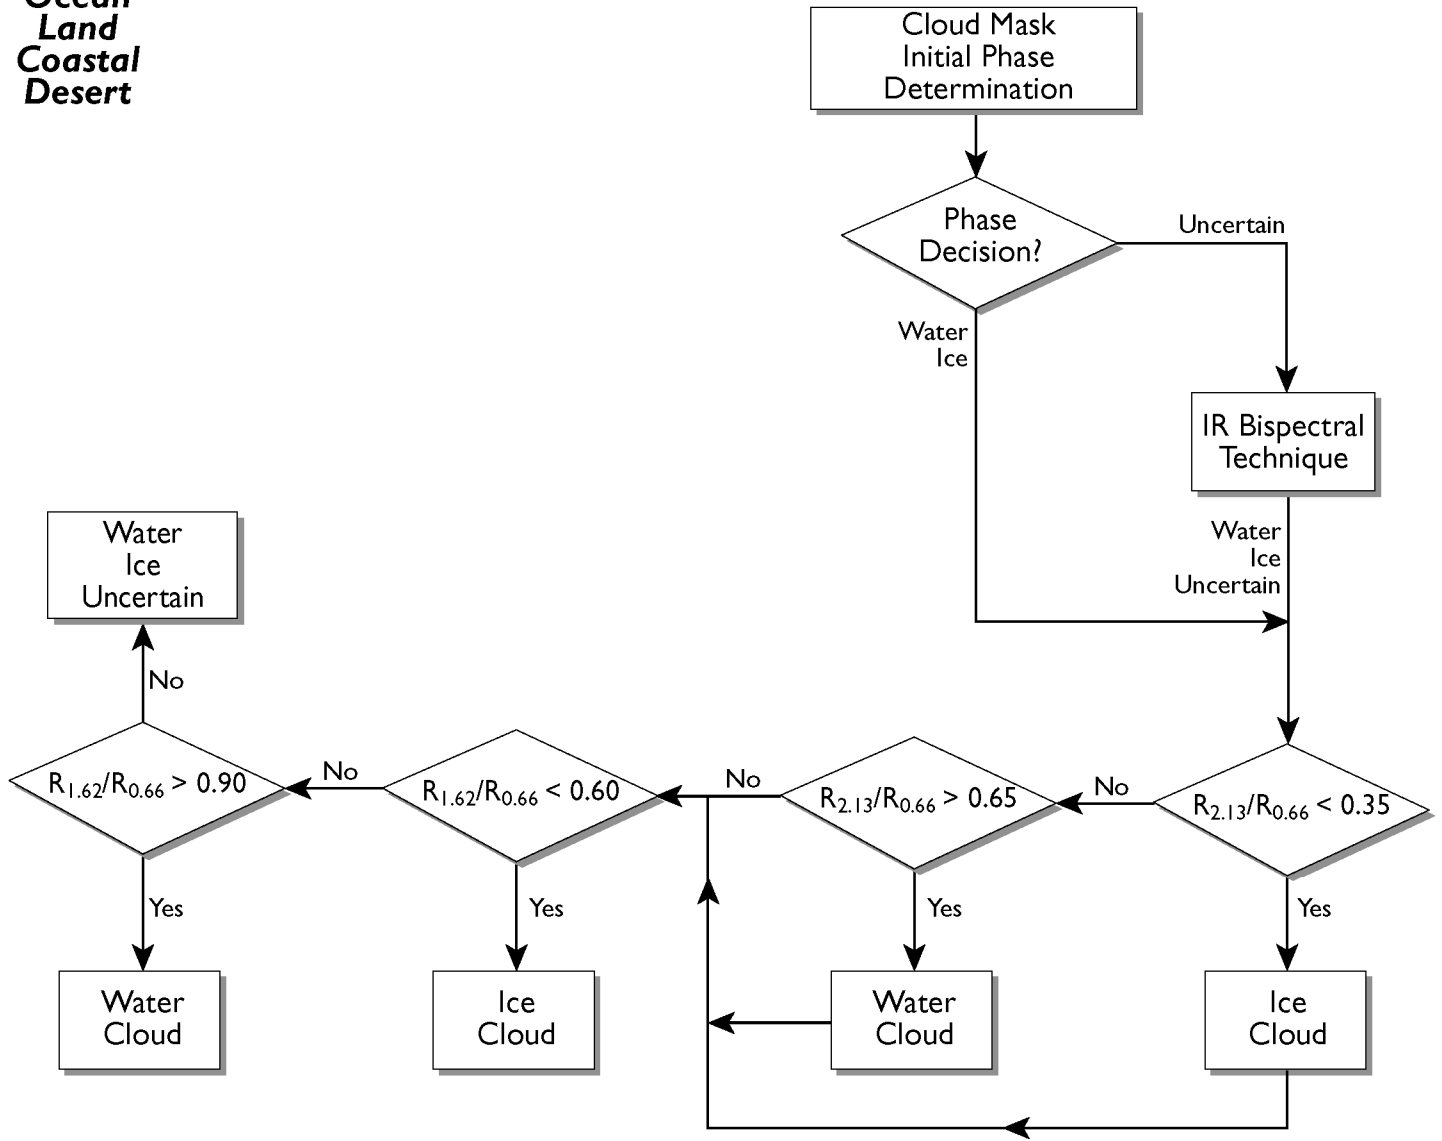 Ocean
Land
Coastal
Desert
Cloud Mask
Initial Phase
Determination
Phase
Decision?
Uncertain
Water
Ice
IR Bispectral
Technique
Water
Ice
Uncertain
Water
Ice
Uncertain
No
R1.62/R0.66 > 0.90
No
R1.62/R0.66 < 0.60
No
R2.13/R0.66 > 0.65
No
R2.13/R0.66 < 0.35
Yes
Yes
Yes
Yes
Water
Cloud
Ice
Cloud
Water
Cloud
Ice
Cloud